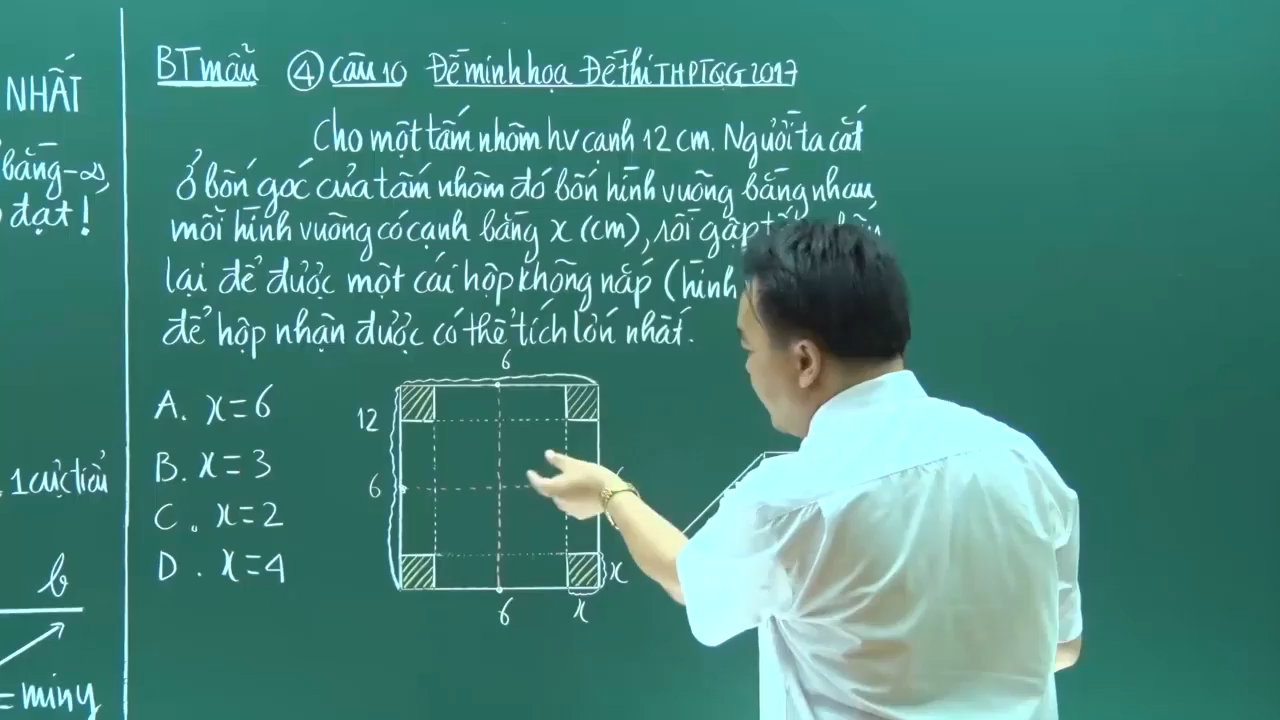 NHẤT
bằng -∞,
đạt!
1 cực tiểu
b
= min y
BT mẫu ④ Câu 10 Đề minh họa Đề thi THPTQG 2017
Cho một tấm nhôm hv cạnh 12 cm. Người ta cắt
ở bốn góc của tấm nhôm đó bốn hình vuông bằng nhau,
mỗi hình vuông có cạnh bằng x (cm), rồi gập
lại để được một cái hộp không nắp (hình
để hộp nhận được có thể tích lớn nhất.
A. x=6
B. x=3
C. x=2
D. x=4
6
12
6
x
6
x